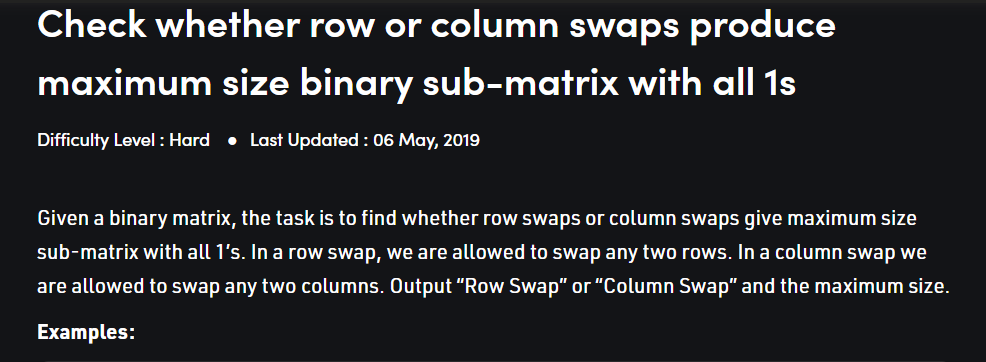 Check whether row or column swaps produce
maximum size binary sub-matrix with all 1s
Difficulty Level : Hard ● Last Updated : 06 May, 2019
Given a binary matrix, the task is to find whether row swaps or column swaps give maximum size
sub-matrix with all 1’s. In a row swap, we are allowed to swap any two rows. In a column swap we
are allowed to swap any two columns. Output “Row Swap” or “Column Swap” and the maximum size.
Examples: